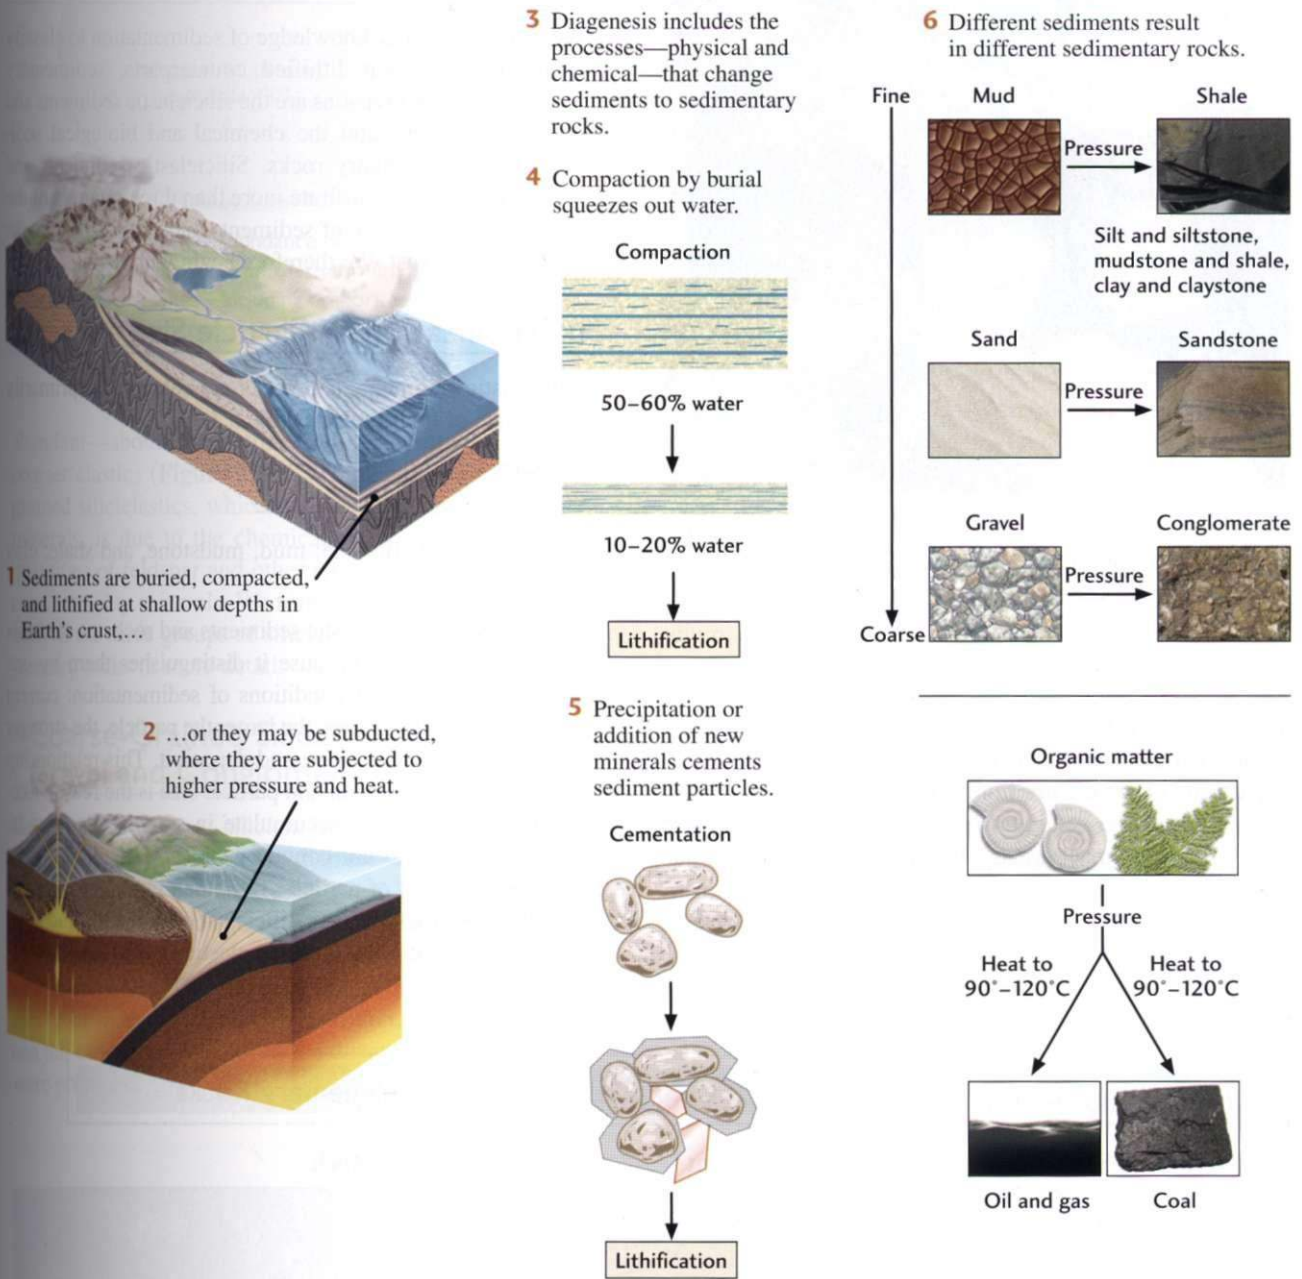 3 Diagenesis includes the
processes—physical and
chemical—that change
sediments to sedimentary
rocks.
4 Compaction by burial
squeezes out water.
Compaction
50–60% water
10–20% water
Lithification
5 Precipitation or
addition of new
minerals cements
sediment particles.
Cementation
Lithification
1 Sediments are buried, compacted,
and lithified at shallow depths in
Earth's crust,...
2 ...or they may be subducted,
where they are subjected to
higher pressure and heat.
6 Different sediments result
in different sedimentary rocks.
Fine
Mud
Shale
Pressure
Silt and siltstone,
mudstone and shale,
clay and claystone
Sand
Sandstone
Pressure
Gravel
Conglomerate
Pressure
Coarse
Organic matter
Pressure
Heat to
90°–120°C
Heat to
90°–120°C
Oil and gas
Coal